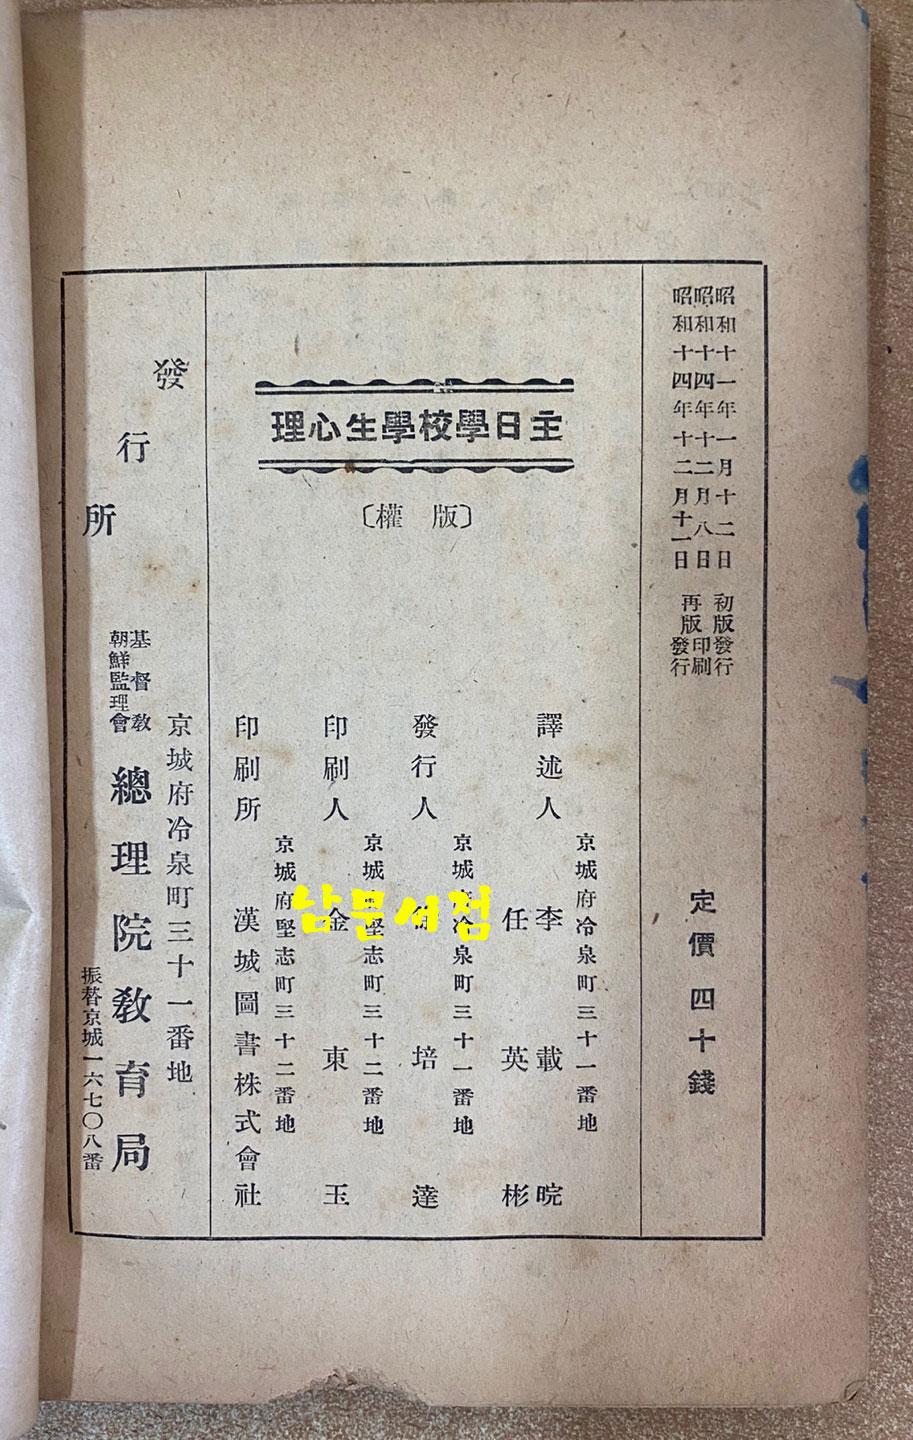 昭和十一年一月十二日 初版發行
昭和十四年十二月八日 再版印刷
昭和十四年十二月十一日 發行
定價 四十錢
主日學校學生心理
〔版權〕
京城府冷泉町三十一番地
譯述人 李載晥
任英彬
京城冷泉町三十一番地
發行人 培達
京城堅志町三十二番地
印刷人 金東玉
京城府堅志町三十二番地
印刷所 漢城圖書株式會社
發行所
京城府冷泉町三十一番地
基督敎
朝鮮監理會
總理院敎育局
振替京城一六七〇八番
남문서점